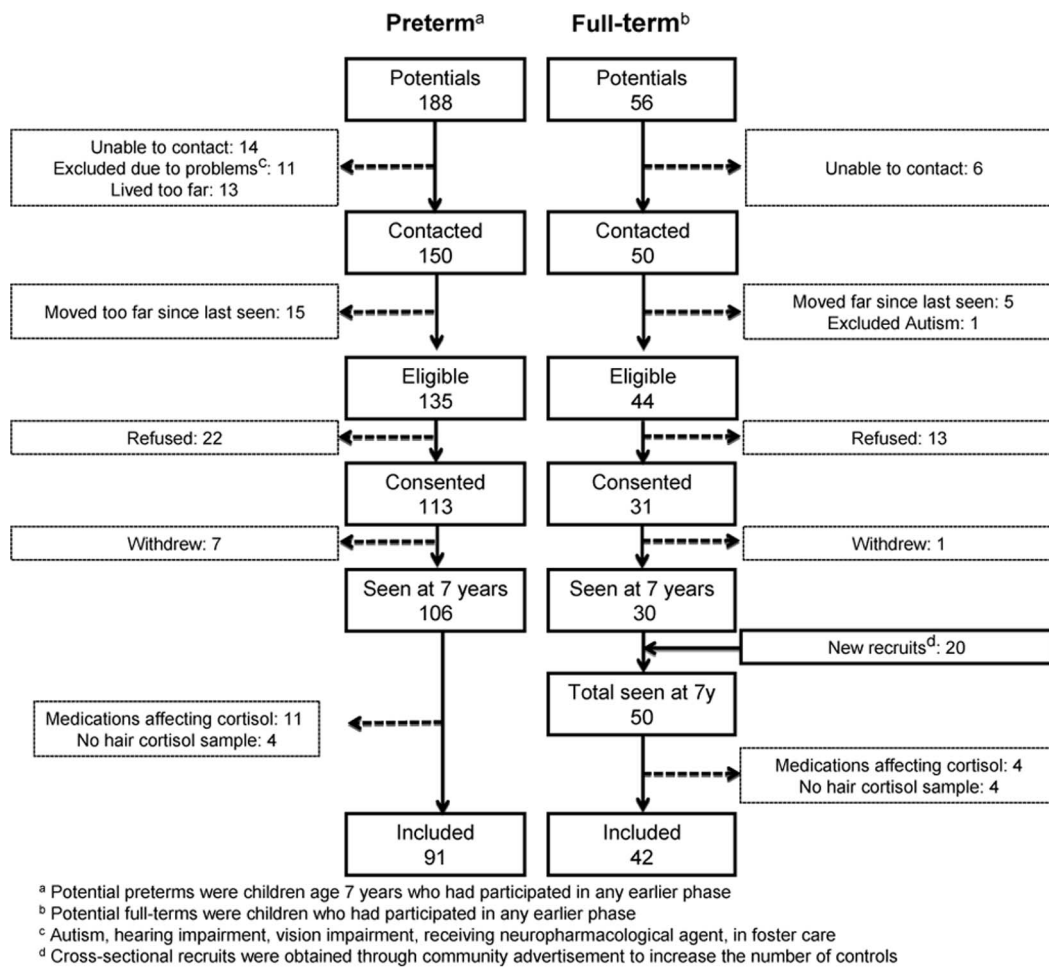 Pretermᵃ
Full-termᵇ
Potentials
188
Potentials
56
Unable to contact: 14
Excluded due to problemsᶜ: 11
Lived too far: 13
Unable to contact: 6
Contacted
150
Contacted
50
Moved too far since last seen: 15
Moved far since last seen: 5
Excluded Autism: 1
Eligible
135
Eligible
44
Refused: 22
Refused: 13
Consented
113
Consented
31
Withdrew: 7
Withdrew: 1
Seen at 7 years
106
Seen at 7 years
30
New recruitsᵈ: 20
Total seen at 7y
50
Medications affecting cortisol: 11
No hair cortisol sample: 4
Medications affecting cortisol: 4
No hair cortisol sample: 4
Included
91
Included
42
ᵃ Potential preterms were children age 7 years who had participated in any earlier phase
ᵇ Potential full-terms were children who had participated in any earlier phase
ᶜ Autism, hearing impairment, vision impairment, receiving neuropharmacological agent, in foster care
ᵈ Cross-sectional recruits were obtained through community advertisement to increase the number of controls